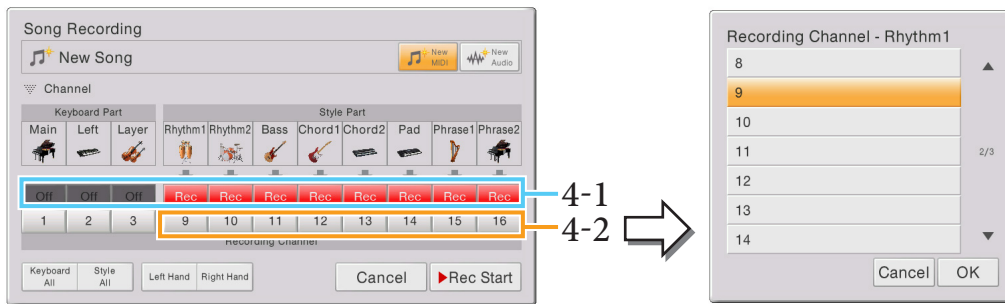 Song Recording
New Song
New MIDI
New Audio
Channel
Keyboard Part
Style Part
Main Left Layer Rhythm1 Rhythm2 Bass Chord1 Chord2 Pad Phrase1 Phrase2
Off Off Off Rec Rec Rec Rec Rec Rec Rec Rec
4-1
1 2 3 9 10 11 12 13 14 15 16
4-2
Recording Channel
Keyboard All
Style All
Left Hand Right Hand
Cancel
Rec Start
Recording Channel - Rhythm1
8
9
10
11
2/3
12
13
14
Cancel OK